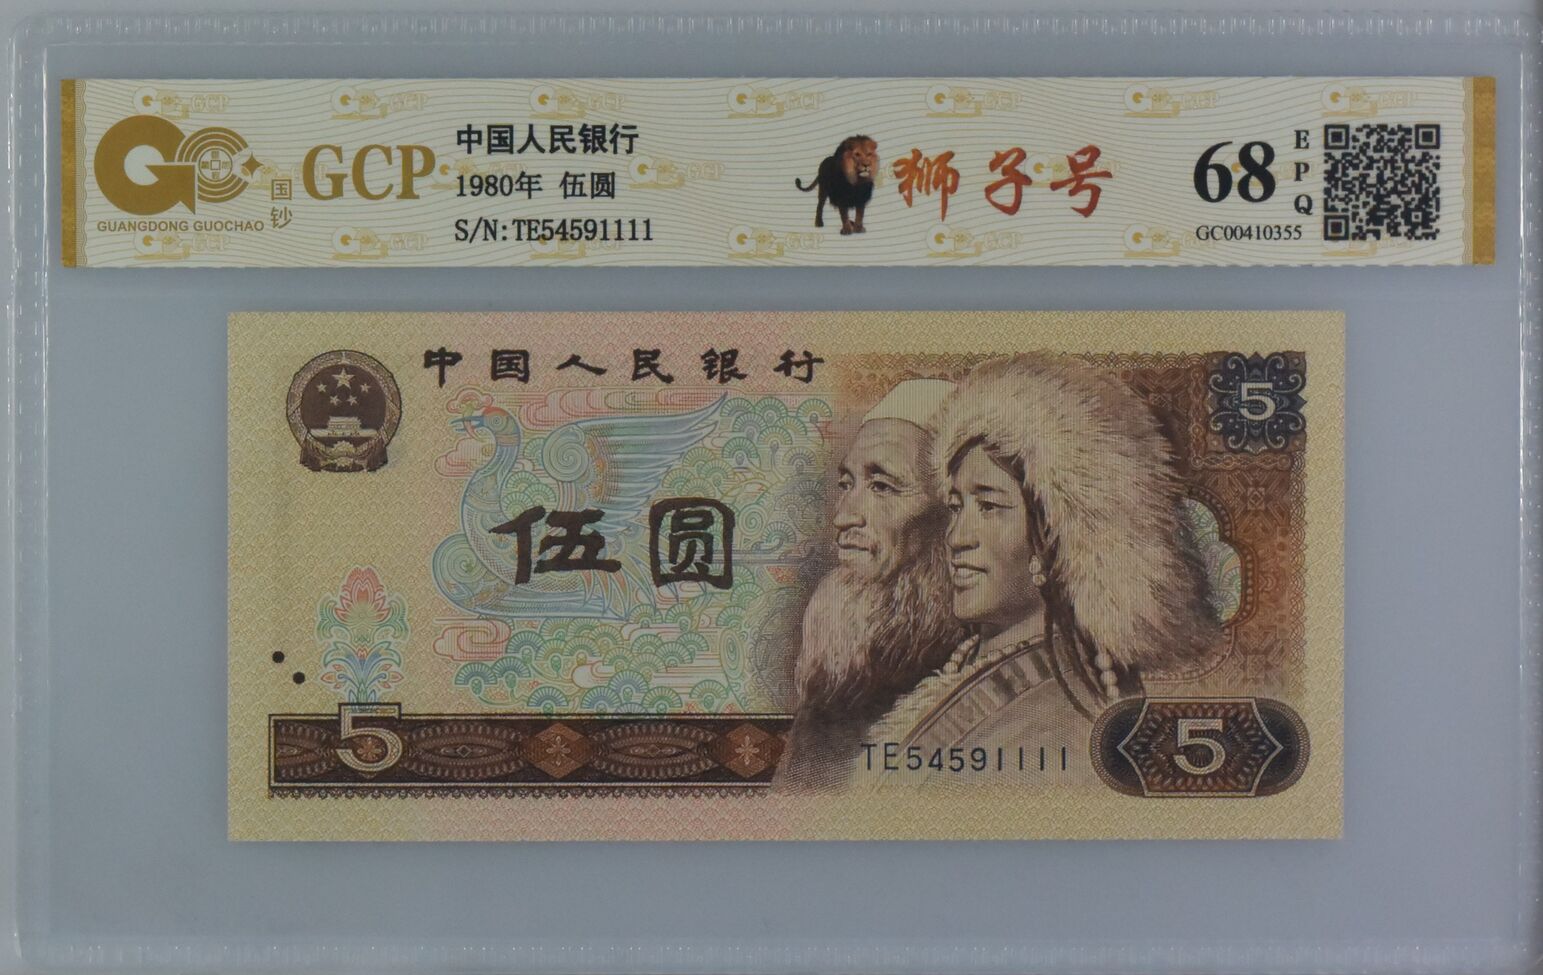 GUANGDONG GUOCHAO
国钞
GCP
中国人民银行
1980年 伍圆
S/N:TE54591111
狮子号
68
EPQ
GC00410355
中国人民银行
5
伍圆
5
TE54591111
5